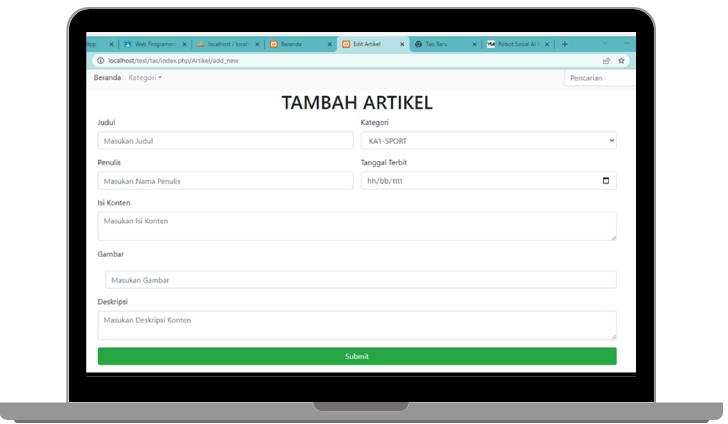 App Web Programmin localhost / localh Beranda Edit Artikel Tab Baru Robot Sosial AI
localhost/test/tas/index.php/Artikel/add_new
Beranda Kategori Pencarian
TAMBAH ARTIKEL
Judul Kategori
Masukan Judul KA1-SPORT
Penulis Tanggal Terbit
Masukan Nama Penulis hh/bb/tttt
Isi Konten
Masukan Isi Konten
Gambar
Masukan Gambar
Deskripsi
Masukan Deskripsi Konten
Submit